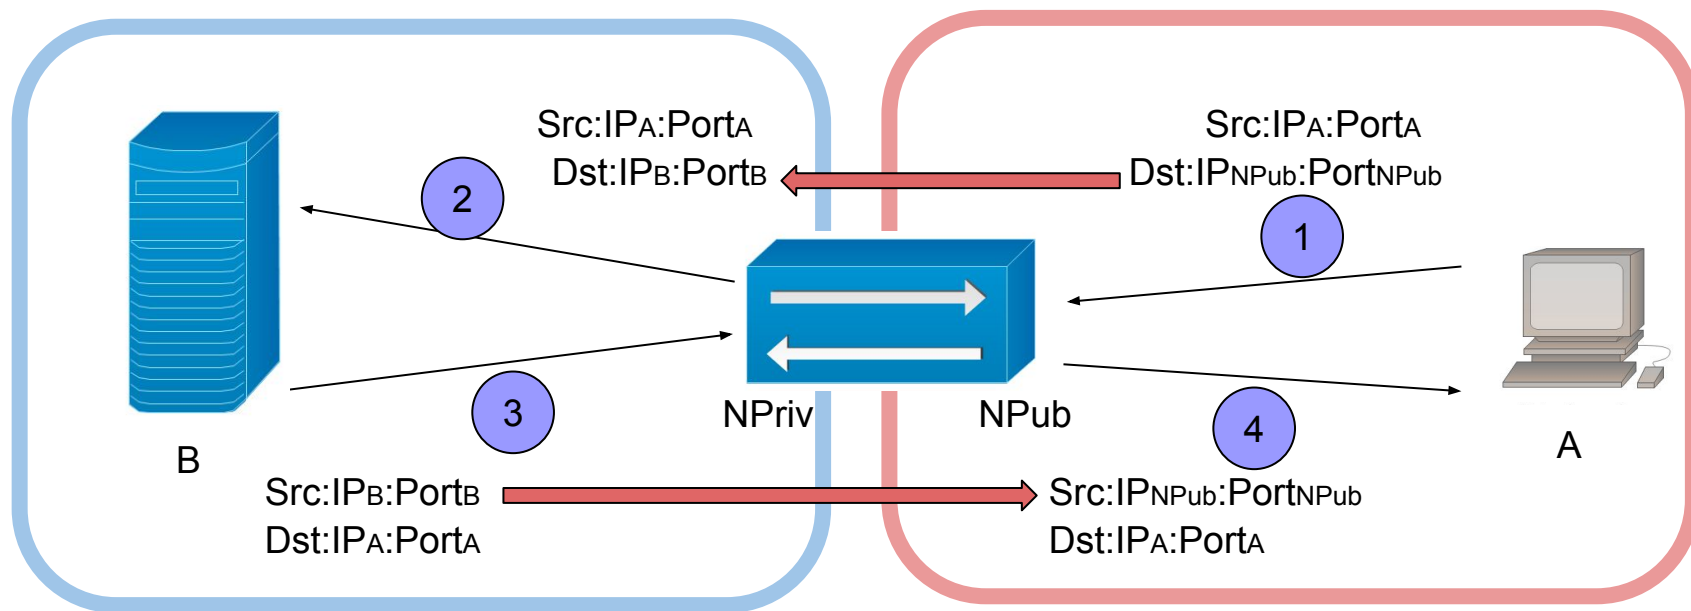 Src:IPA:PortA
Dst:IPB:PortB
Src:IPA:PortA
Dst:IPNPub:PortNPub
2
1
NPriv
NPub
3
4
B
A
Src:IPB:PortB
Dst:IPA:PortA
Src:IPNPub:PortNPub
Dst:IPA:PortA